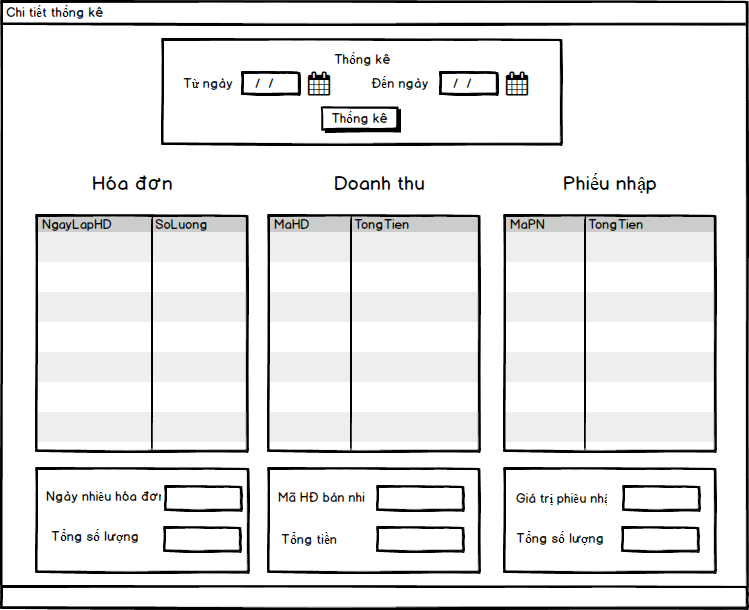 Chi tiết thống kê
Thống kê
Từ ngày / / Đến ngày / /
Thống kê
Hóa đơn Doanh thu Phiếu nhập
NgayLapHD SoLuong MaHD TongTien MaPN TongTien
Ngày nhiều hóa đơn Mã HĐ bán nhi Giá trị phiếu nhậ
Tổng số lượng Tổng tiền Tổng số lượng